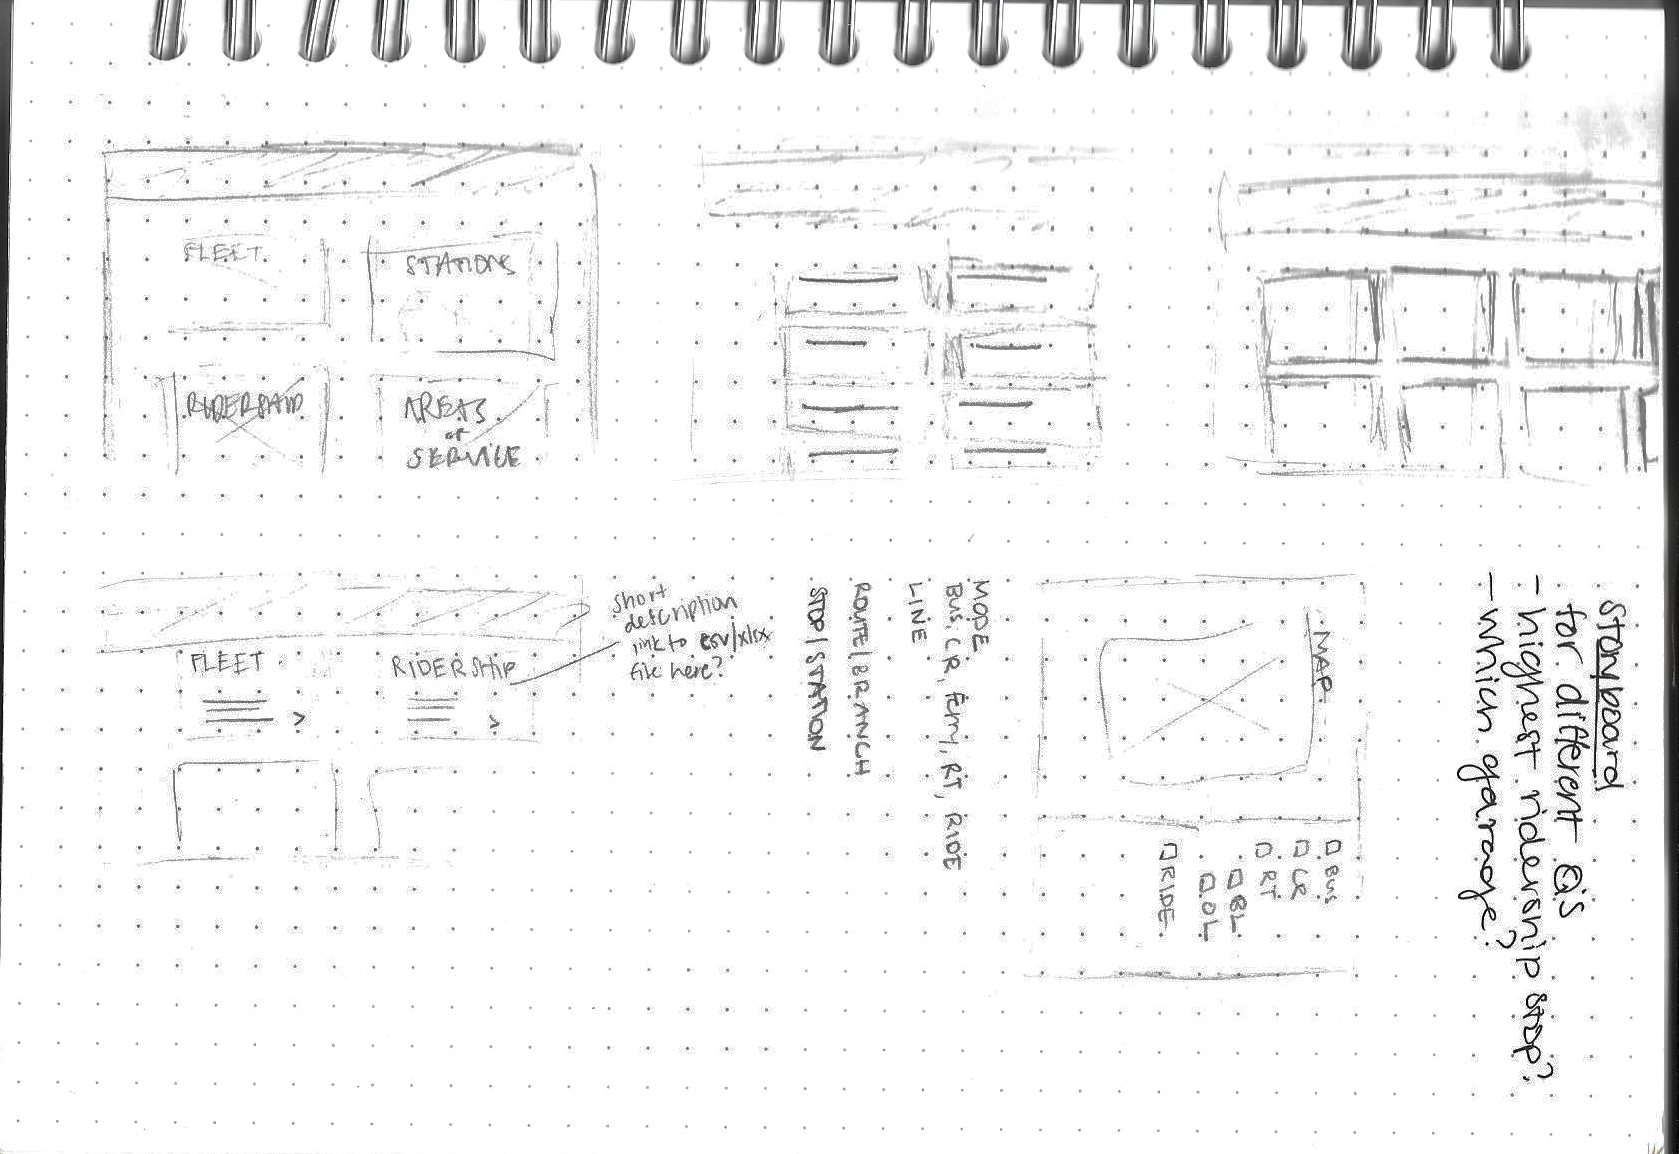 FLEET
STATIONS
RIDERSHIP
AREAS
OF
SERVICE
FLEET
RIDERSHIP
short
description
link to csv/xlsx
file here?
MODE
BUS, CR, Ferry, RT, RIDE
LINE
ROUTE/BRANCH
STOP/STATION
MAP
BUS
CR
RT
BL
OL
RIDE
Storyboard
for different Qs
- highest ridership stop?
- Which garage?